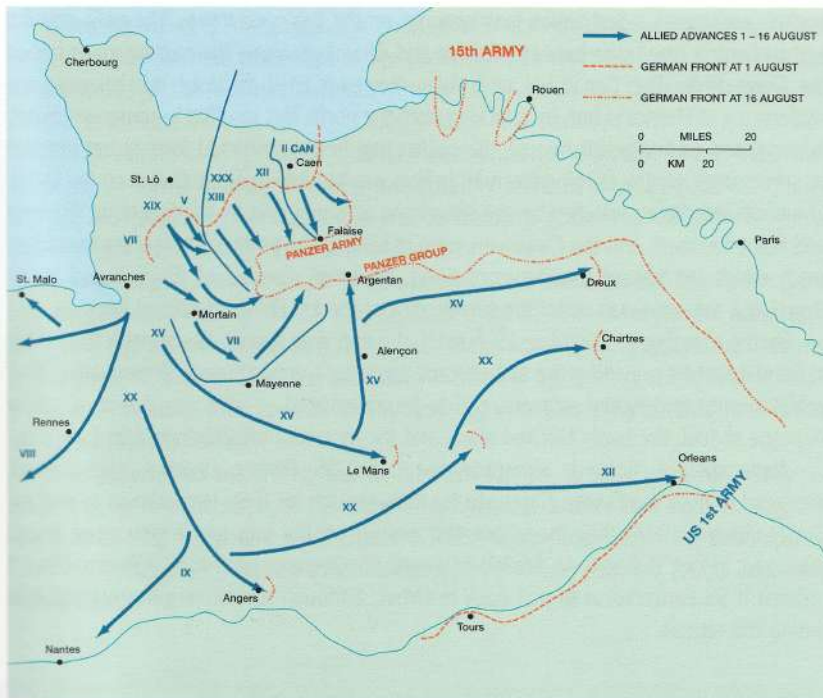 Cherbourg
15th ARMY
ALLIED ADVANCES 1 – 16 AUGUST
GERMAN FRONT AT 1 AUGUST
GERMAN FRONT AT 16 AUGUST
Rouen
0 MILES 20
0 KM 20
II CAN
Caen
XII
XXX
XIII
St. Lô
V
XIX
VII
Falaise
PANZER ARMY
PANZER GROUP
Paris
St. Malo
Avranches
Argentan
Dreux
XV
Mortain
VII
XV
Alençon
Chartres
XX
XV
Mayenne
XX
XV
Rennes
VIII
Le Mans
XII
Orleans
XX
US 1st ARMY
IX
Angers
Tours
Nantes